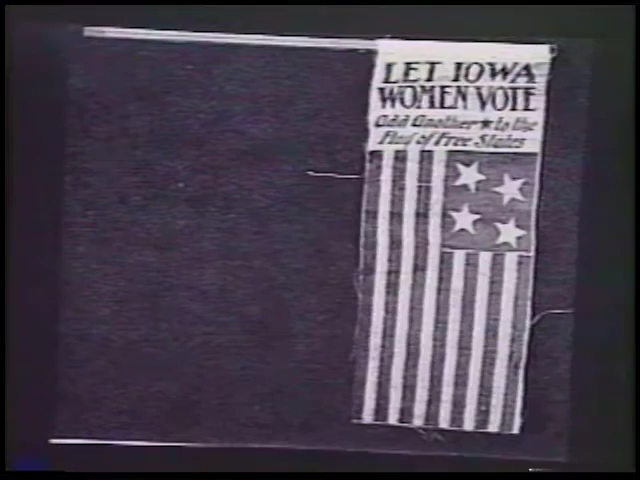 LET IOWA
WOMEN VOTE
Add Another ★ to the
Flag of Free States